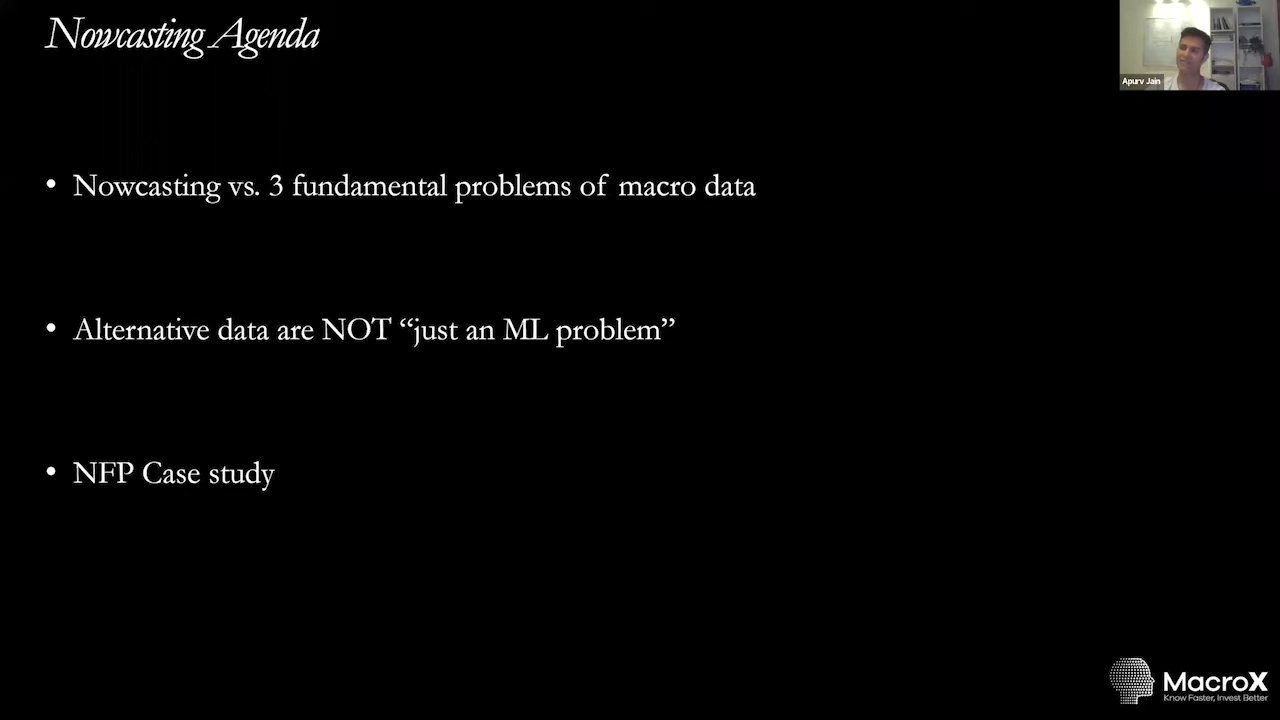 Nowcasting Agenda
Apurv Jain
• Nowcasting vs. 3 fundamental problems of macro data
• Alternative data are NOT “just an ML problem”
• NFP Case study
MacroX
Know Faster, Invest Better